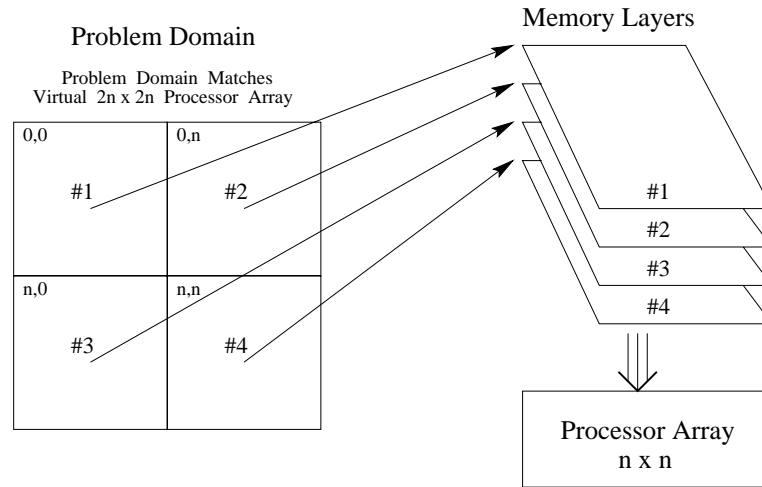 Problem Domain
Problem Domain Matches
Virtual 2n x 2n Processor Array
0,0
0,n
#1
#2
n,0
n,n
#3
#4
Memory Layers
#1
#2
#3
#4
Processor Array
n x n